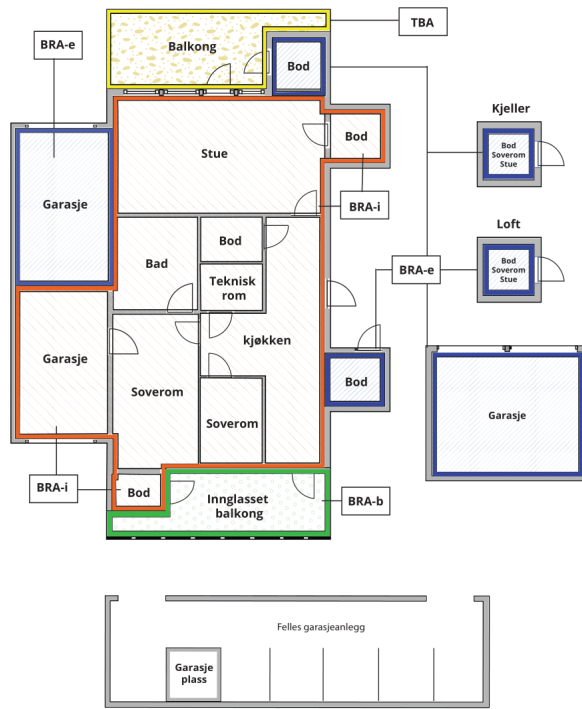 TBA
BRA-e
Balkong
Bod
Kjeller
Bod
Soverom
Stue
Bod
Stue
Garasje
BRA-i
Loft
Bod
Soverom
Stue
Bod
Bad
BRA-e
Teknisk
rom
kjøkken
Garasje
Bod
Soverom
Garasje
Soverom
BRA-i
Bod
Innglasset
balkong
BRA-b
Felles garasjeanlegg
Garasje
plass